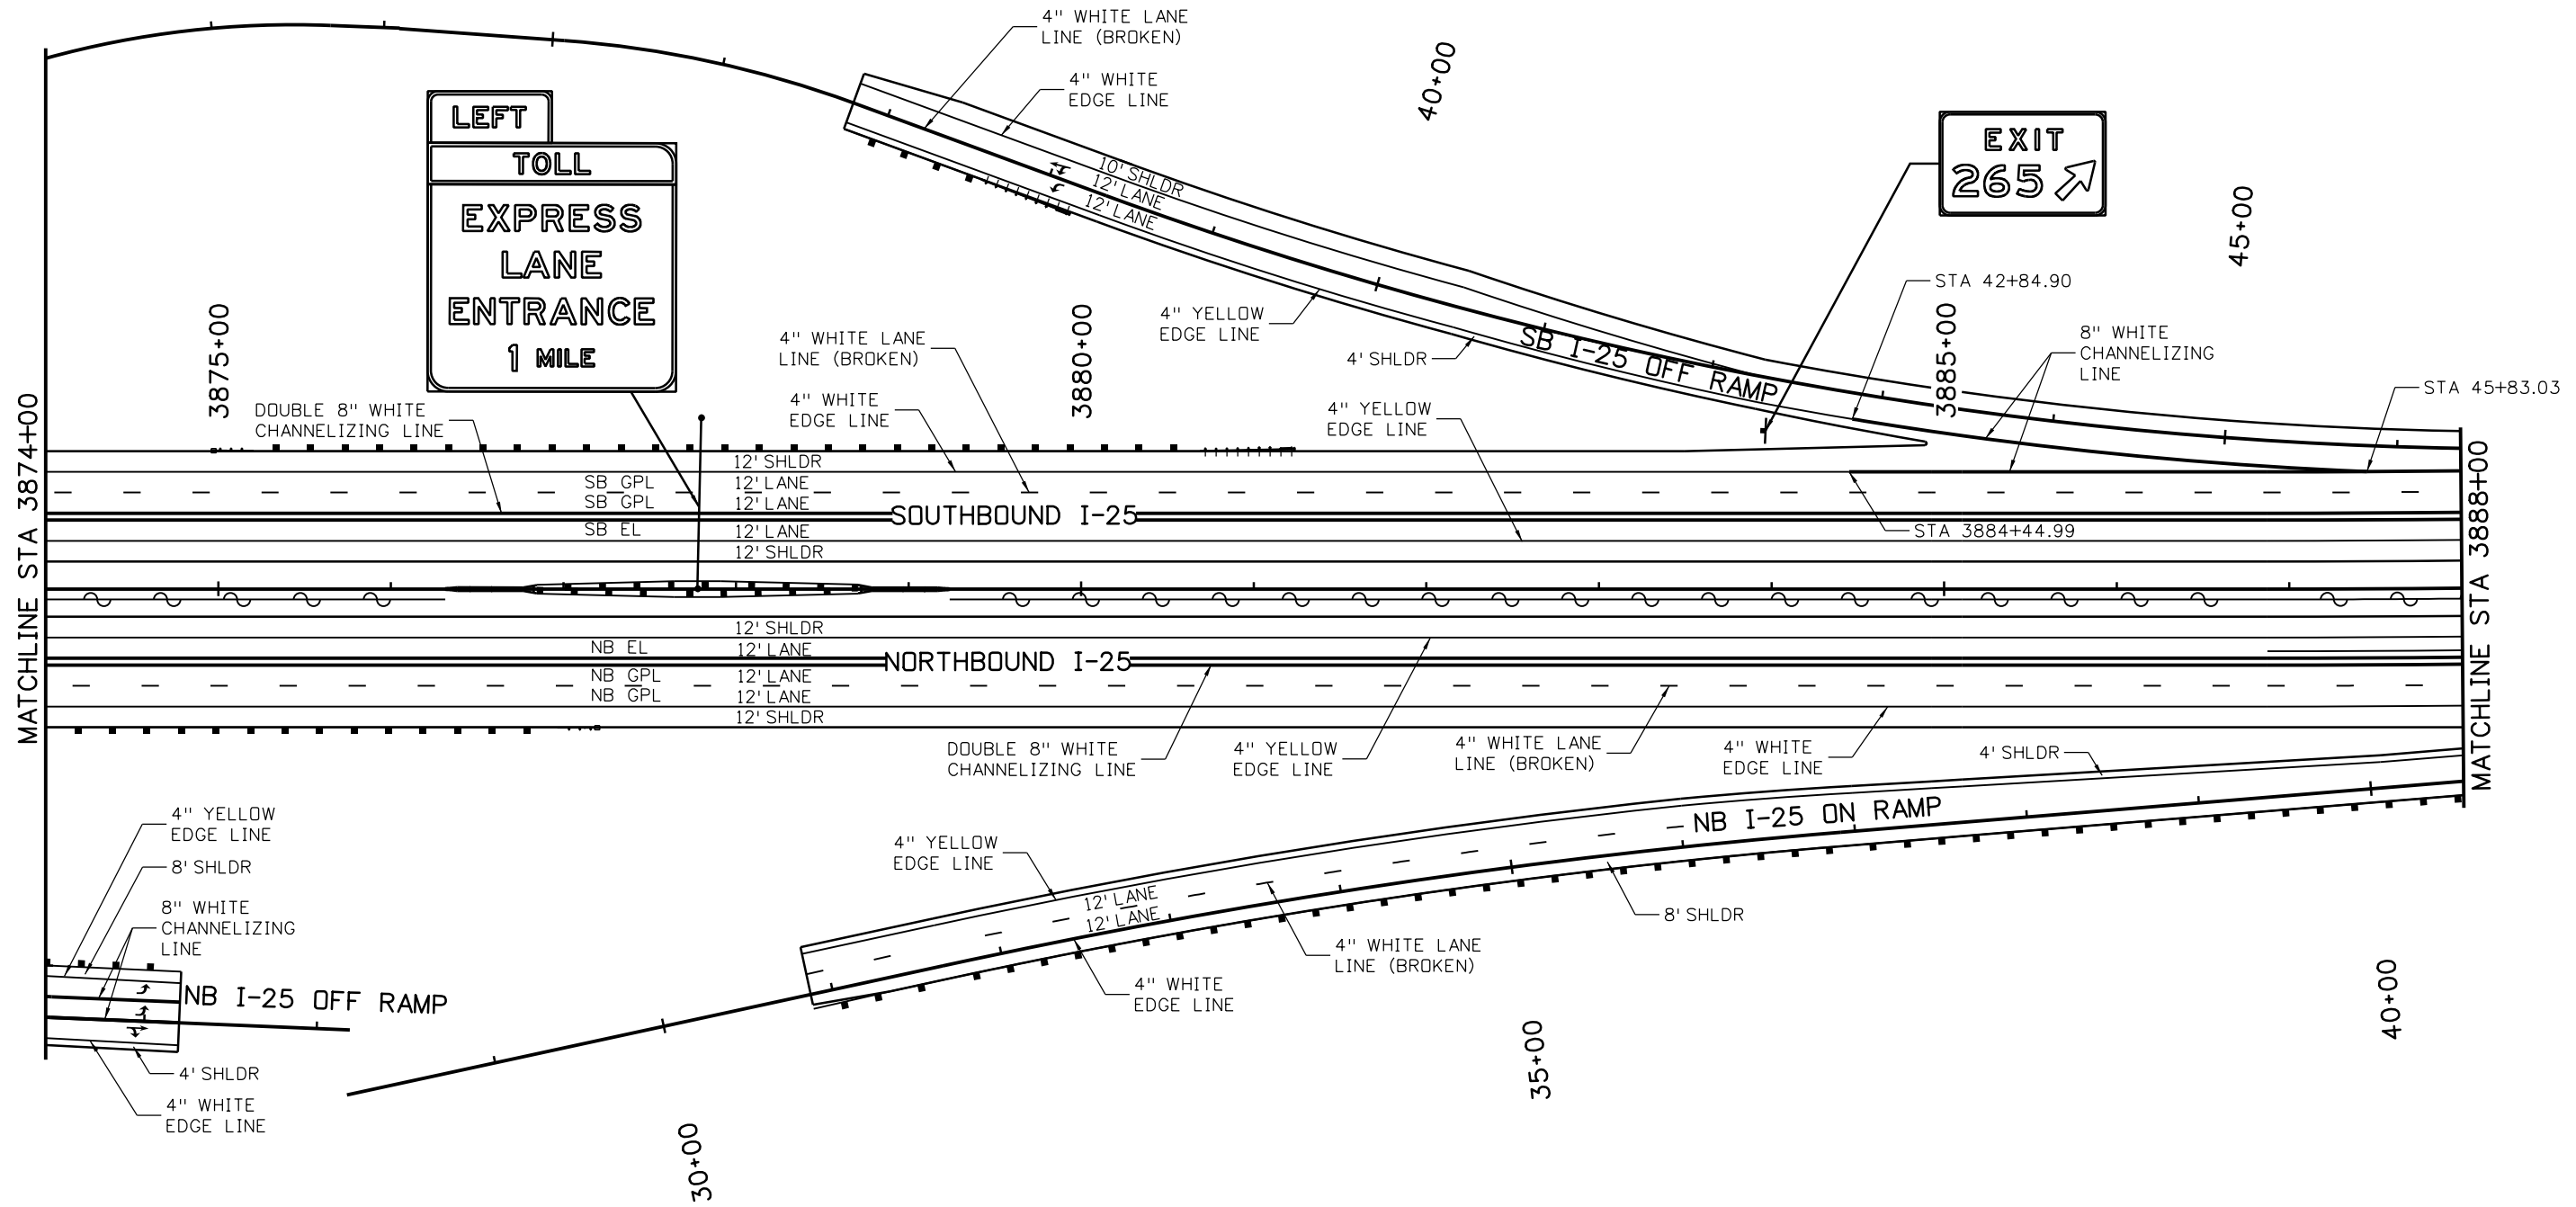 4" WHITE LANE
LINE (BROKEN)
4" WHITE
EDGE LINE
40+00
LEFT
TOLL
EXPRESS
LANE
ENTRANCE
1 MILE
10' SHLDR
12' LANE
12' LANE
EXIT
265
45+00
STA 42+84.90
3875+00
3880+00
3885+00
4" YELLOW
EDGE LINE
4' SHLDR
SB I-25 OFF RAMP
8" WHITE
CHANNELIZING
LINE
STA 45+83.03
4" WHITE LANE
LINE (BROKEN)
4" WHITE
EDGE LINE
DOUBLE 8" WHITE
CHANNELIZING LINE
4" YELLOW
EDGE LINE
MATCHLINE STA 3874+00
12' SHLDR
SB GPL 12' LANE
SB GPL 12' LANE
SOUTHBOUND I-25
SB EL 12' LANE
12' SHLDR
STA 3884+44.99
MATCHLINE STA 3888+00
12' SHLDR
NB EL 12' LANE
NORTHBOUND I-25
NB GPL 12' LANE
NB GPL 12' LANE
12' SHLDR
DOUBLE 8" WHITE
CHANNELIZING LINE
4" YELLOW
EDGE LINE
4" WHITE LANE
LINE (BROKEN)
4" WHITE
EDGE LINE
4' SHLDR
NB I-25 ON RAMP
4" YELLOW
EDGE LINE
8' SHLDR
8" WHITE
CHANNELIZING
LINE
NB I-25 OFF RAMP
4' SHLDR
4" WHITE
EDGE LINE
4" YELLOW
EDGE LINE
12' LANE
12' LANE
8' SHLDR
4" WHITE LANE
LINE (BROKEN)
4" WHITE
EDGE LINE
30+00
35+00
40+00